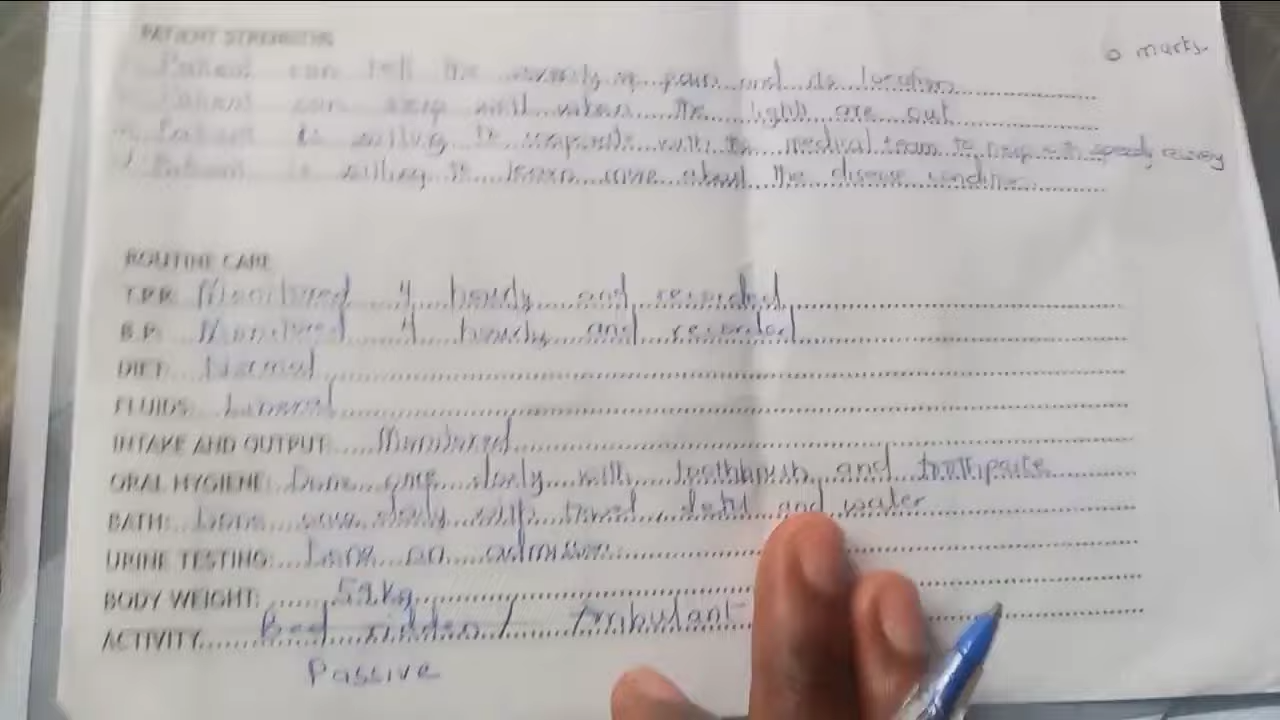 PATIENT STRENGTHS
0 marks
Patient can tell the severity of pain and its location
Patient can sleep well when the lights are out
Patient is willing to cooperate with the medical team to help with speedy recovery
Patient is willing to learn more about the disease condition
ROUTINE CARE
T.P.R: Monitored 4 hourly and recorded
B.P: Monitored 4 hourly and recorded
DIET: Normal
FLUIDS: Liberal
INTAKE AND OUTPUT: Monitored
ORAL HYGIENE: Done once daily with toothbrush and toothpaste
BATH: Done once daily with towel, dettol and water
URINE TESTING: Done on admission
BODY WEIGHT: 59kg
ACTIVITY Bed ridden / Ambulant
Passive